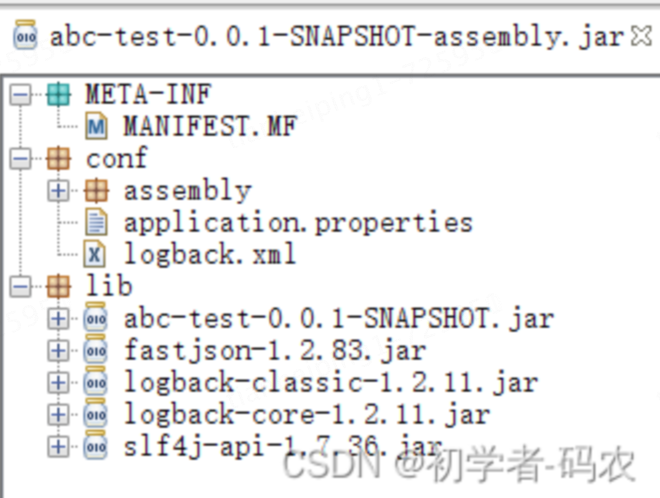 abc-test-0.0.1-SNAPSHOT-assembly.jar
META-INF
MANIFEST.MF
conf
assembly
application.properties
logback.xml
lib
abc-test-0.0.1-SNAPSHOT.jar
fastjson-1.2.83.jar
logback-classic-1.2.11.jar
logback-core-1.2.11.jar
slf4j-api-1.7.36.jar
CSDN @初学者-码农